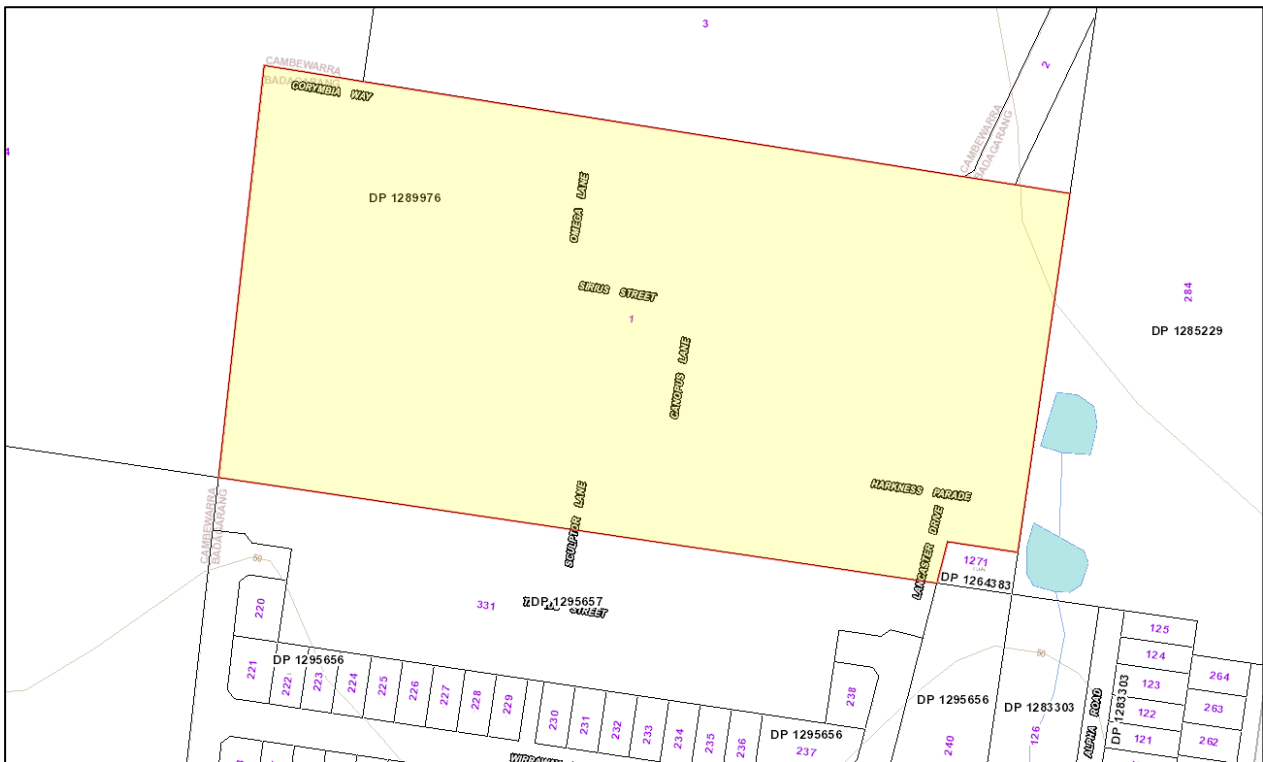 3
CAMBEWARRA
BADAGARANG
CORYMBIA WAY
2
CAMBEWARRA
BADAGARANG
4
DP 1289976
OMEGA LANE
SIRIUS STREET
284
1
DP 1285229
CANOPUS LANE
HARKNESS PARADE
SCULPTOR LANE
LANCASTER DRIVE
CAMBEWARRA
BADAGARANG
50
1271
DP 1264383
220
331
DP 1295657
STREET
125
124
264
123
263
122
262
121
DP 1283303
50
221
DP 1295656
222
223
224
225
226
227
228
229
230
231
232
233
234
235
236
DP 1295656
237
238
DP 1295656
240
DP 1283303
126
ALPHA ROAD